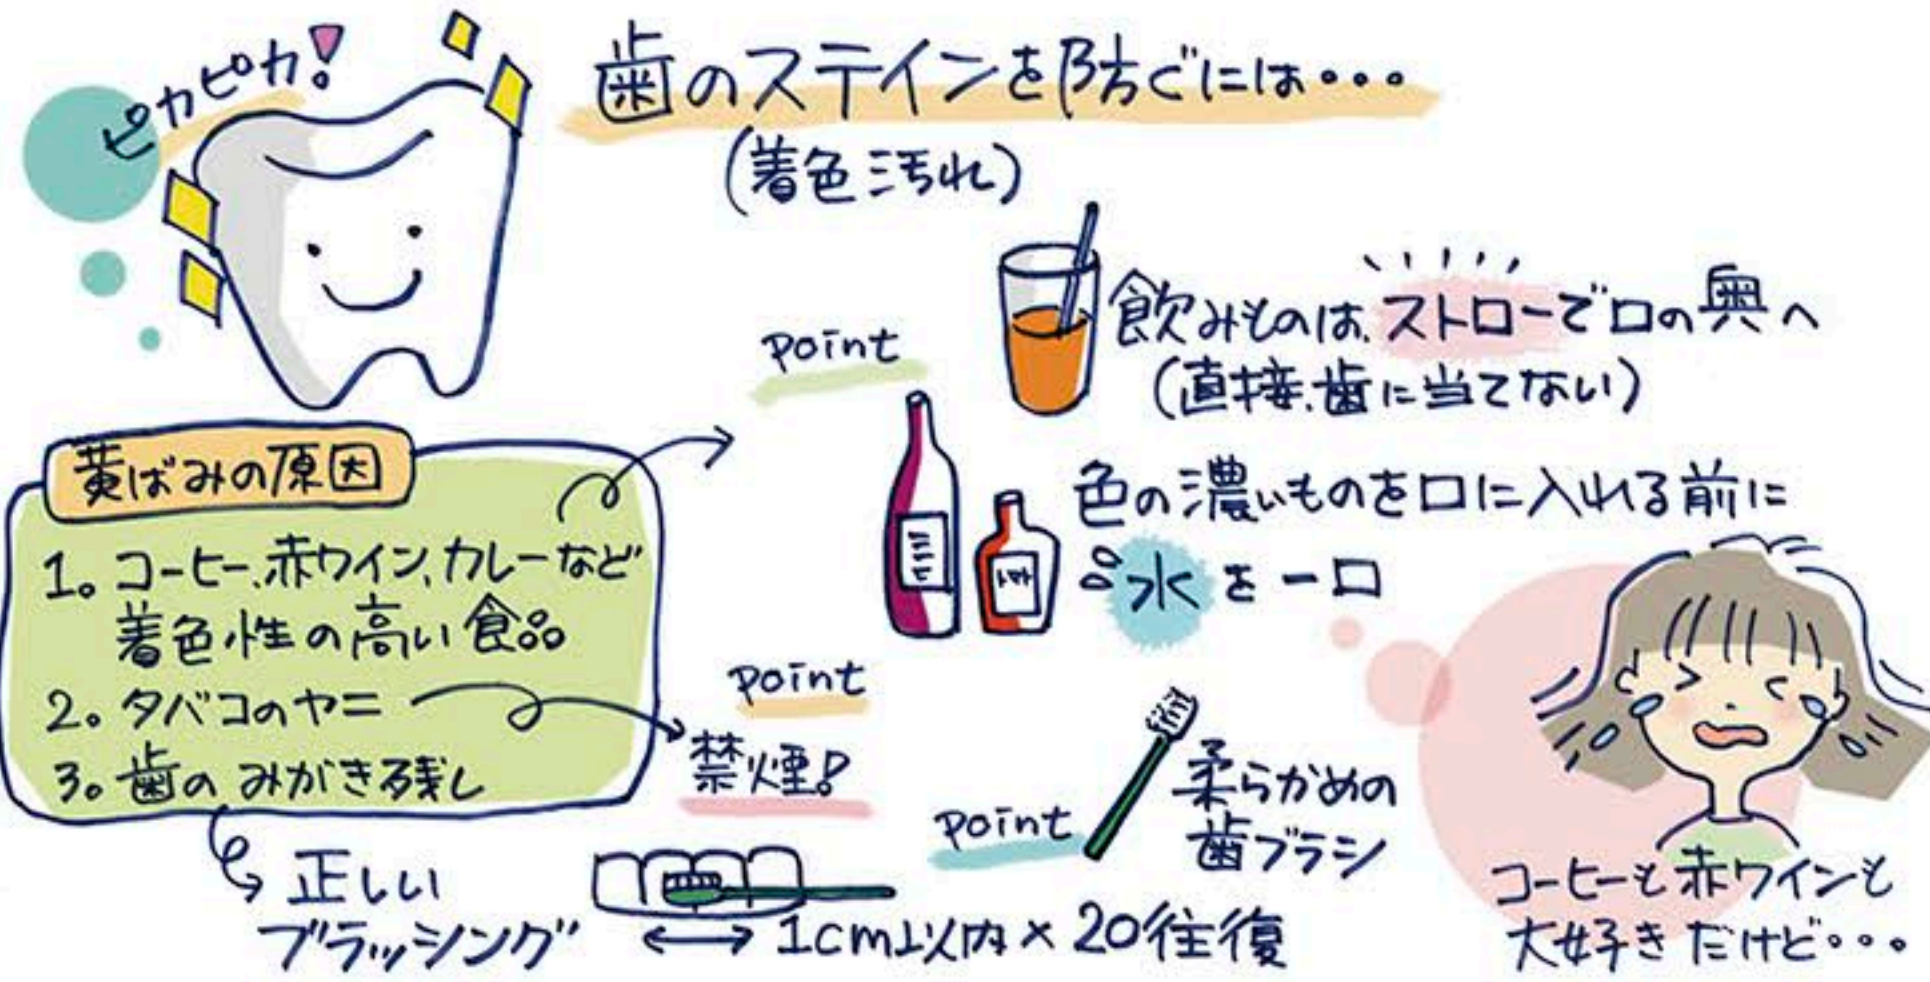 ピカピカ!
歯のステインを防ぐには・・・
(着色汚れ)
point
飲みものは、ストローで口の奥へ
(直接、歯に当てない)
色の濃いものを口に入れる前に
水を一口
トマト
黄ばみの原因
1。コーヒー、赤ワイン、カレーなど
着色性の高い食品
2。タバコのヤニ
3。歯のみがき残し
point
禁煙!
正しい
ブラッシング
point
柔らかめの
歯ブラシ
1cm以内×20往復
コーヒーも赤ワインも
大好きだけど・・・